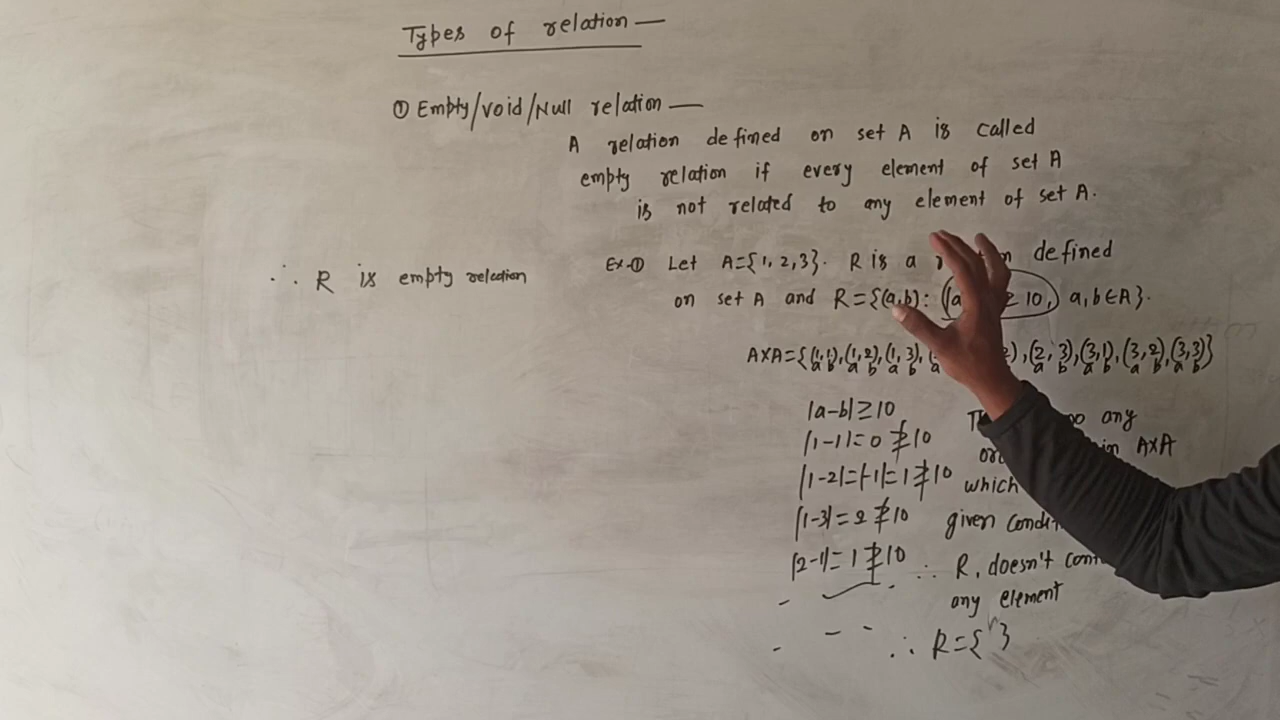 Types of relation —
① Empty/void/Null relation —
A relation defined on set A is called
empty relation if every element of set A
is not related to any element of set A.
Ex-① Let A={1, 2, 3}. R is a defined
on set A and R={(a,b): |a ≥ 10, a, b ∈ A}.
A×A={(1,1),(1,2),(1,3), ),(2,3),(3,1),(3,2),(3,3)}
a b a b a b a b a b a b a b
|a-b| ≥ 10
|1-1|= 0 ≱ 10
|1-2|=|-1|= 1 ≱ 10
|1-3|= 2 ≱ 10
|2-1|= 1 ≱ 10
any
in A×A
which
given
∴ R, doesn't
any element
∴ R={ }
∴ R is empty relation